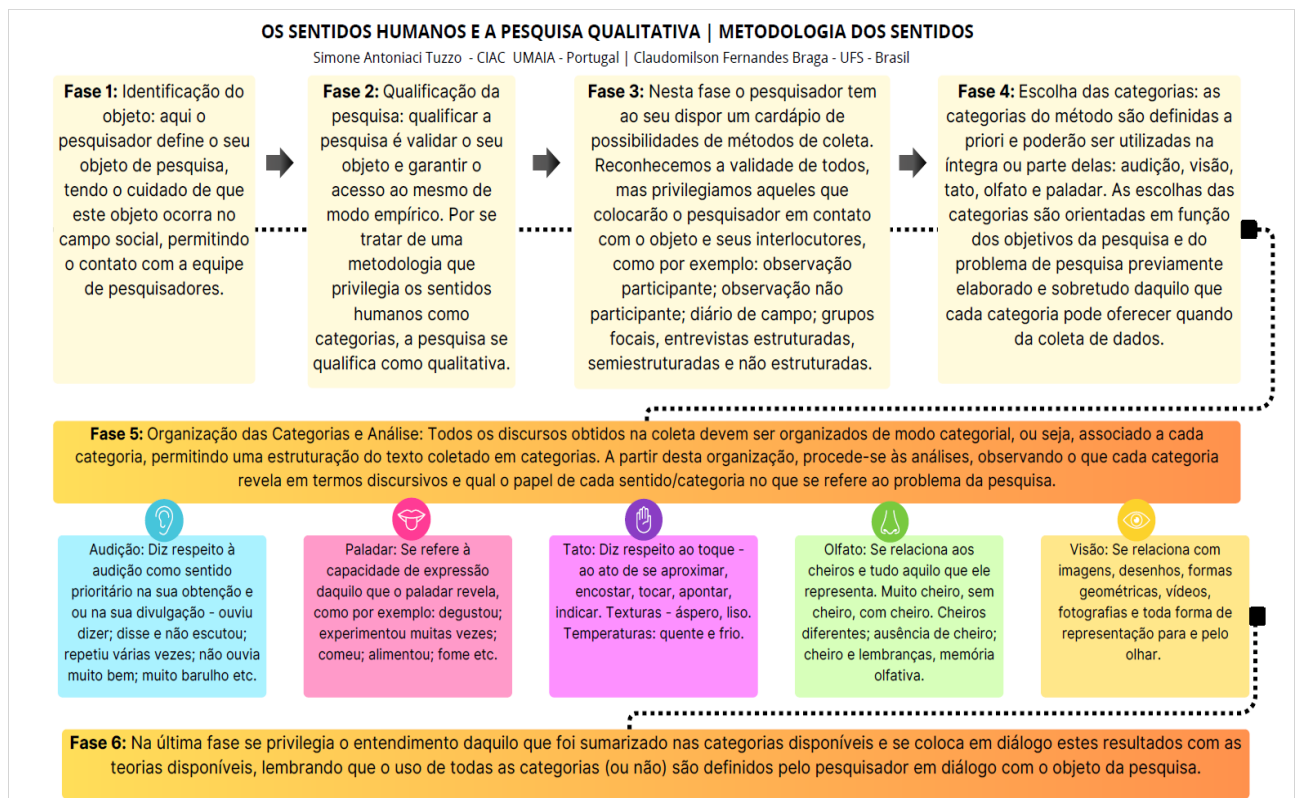 OS SENTIDOS HUMANOS E A PESQUISA QUALITATIVA | METODOLOGIA DOS SENTIDOS
Simone Antoniaci Tuzzo - CIAC UMAIA - Portugal | Claudomilson Fernandes Braga - UFS - Brasil
Fase 1: Identificação do
objeto: aqui o
pesquisador define o seu
objeto de pesquisa,
tendo o cuidado de que
este objeto ocorra no
campo social, permitindo
o contato com a equipe
de pesquisadores.
Fase 2: Qualificação da
pesquisa: qualificar a
pesquisa é validar o seu
objeto e garantir o
acesso ao mesmo de
modo empírico. Por se
tratar de uma
metodologia que
privilegia os sentidos
humanos como
categorias, a pesquisa se
qualifica como qualitativa.
Fase 3: Nesta fase o pesquisador tem
ao seu dispor um cardápio de
possibilidades de métodos de coleta.
Reconhecemos a validade de todos,
mas privilegiamos aqueles que
colocarão o pesquisador em contato
com o objeto e seus interlocutores,
como por exemplo: observação
participante; observação não
participante; diário de campo; grupos
focais, entrevistas estruturadas,
semiestruturadas e não estruturadas.
Fase 4: Escolha das categorias: as
categorias do método são definidas a
priori e poderão ser utilizadas na
íntegra ou parte delas: audição, visão,
tato, olfato e paladar. As escolhas das
categorias são orientadas em função
dos objetivos da pesquisa e do
problema de pesquisa previamente
elaborado e sobretudo daquilo que
cada categoria pode oferecer quando
da coleta de dados.
Fase 5: Organização das Categorias e Análise: Todos os discursos obtidos na coleta devem ser organizados de modo categorial, ou seja, associado a cada
categoria, permitindo uma estruturação do texto coletado em categorias. A partir desta organização, procede-se às análises, observando o que cada categoria
revela em termos discursivos e qual o papel de cada sentido/categoria no que se refere ao problema da pesquisa.
Audição: Diz respeito à
audição como sentido
prioritário na sua obtenção e
ou na sua divulgação - ouviu
dizer; disse e não escutou;
repetiu várias vezes; não ouvia
muito bem; muito barulho etc.
Paladar: Se refere à
capacidade de expressão
daquilo que o paladar revela,
como por exemplo: degustou;
experimentou muitas vezes;
comeu; alimentou; fome etc.
Tato: Diz respeito ao toque -
ao ato de se aproximar,
encostar, tocar, apontar,
indicar. Texturas - áspero, liso.
Temperaturas: quente e frio.
Olfato: Se relaciona aos
cheiros e tudo aquilo que ele
representa. Muito cheiro, sem
cheiro, com cheiro. Cheiros
diferentes; ausência de cheiro;
cheiro e lembranças, memória
olfativa.
Visão: Se relaciona com
imagens, desenhos, formas
geométricas, vídeos,
fotografias e toda forma de
representação para e pelo
olhar.
Fase 6: Na última fase se privilegia o entendimento daquilo que foi sumarizado nas categorias disponíveis e se coloca em diálogo estes resultados com as
teorias disponíveis, lembrando que o uso de todas as categorias (ou não) são definidos pelo pesquisador em diálogo com o objeto da pesquisa.